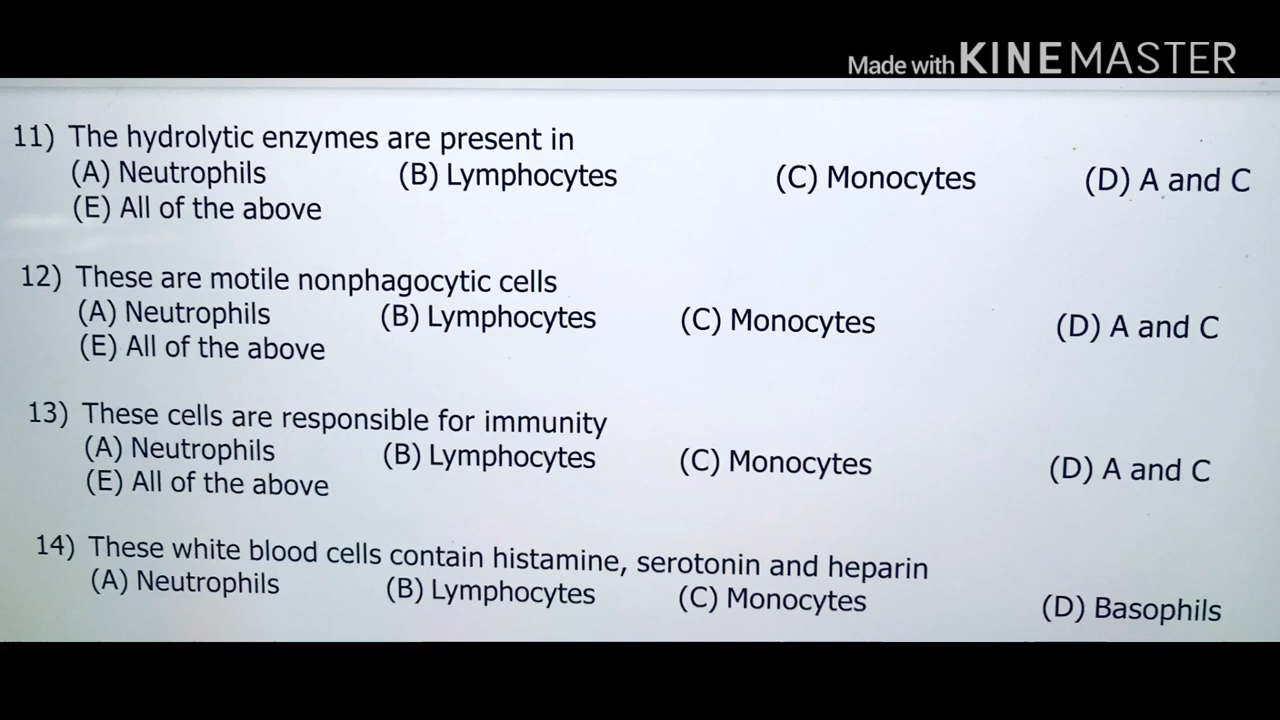 Made with KINEMASTER
11) The hydrolytic enzymes are present in
(A) Neutrophils (B) Lymphocytes (C) Monocytes (D) A and C
(E) All of the above
12) These are motile nonphagocytic cells
(A) Neutrophils (B) Lymphocytes (C) Monocytes (D) A and C
(E) All of the above
13) These cells are responsible for immunity
(A) Neutrophils (B) Lymphocytes (C) Monocytes (D) A and C
(E) All of the above
14) These white blood cells contain histamine, serotonin and heparin
(A) Neutrophils (B) Lymphocytes (C) Monocytes (D) Basophils